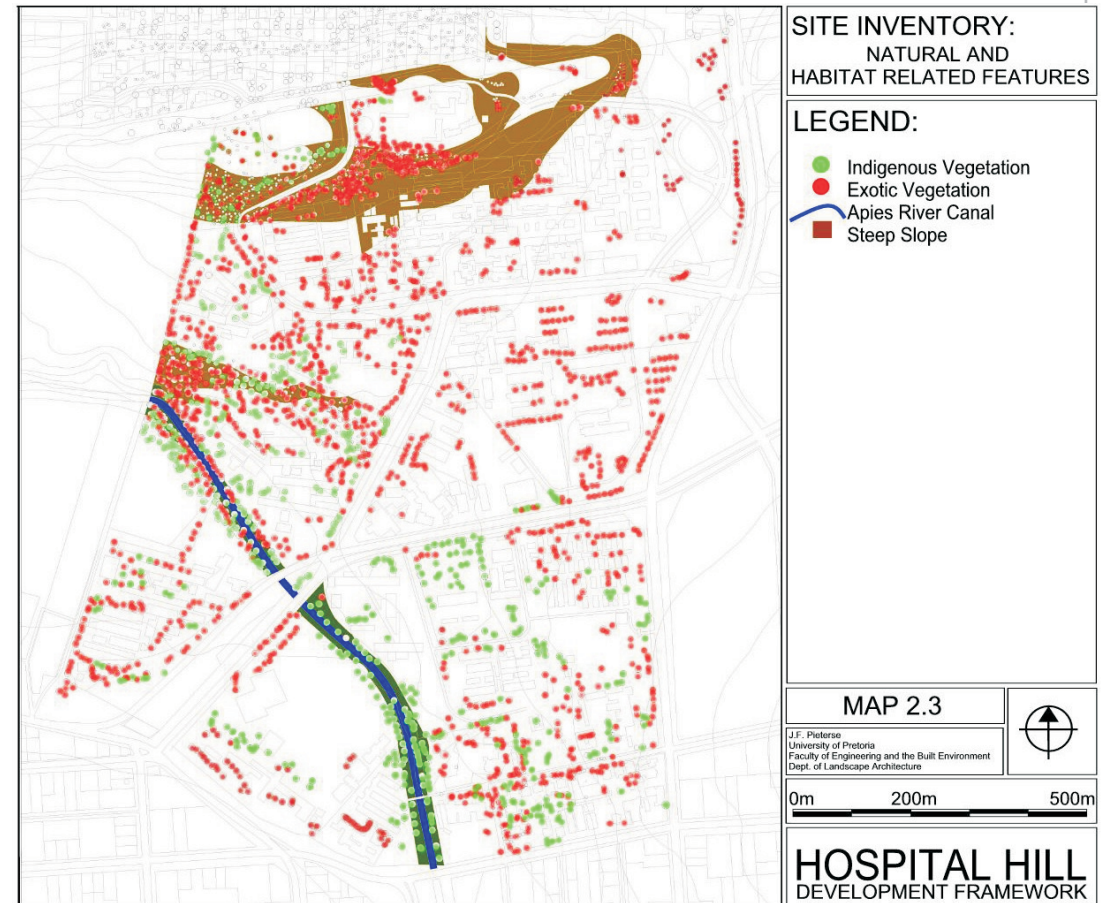 SITE INVENTORY:
NATURAL AND
HABITAT RELATED FEATURES
LEGEND:
Indigenous Vegetation
Exotic Vegetation
Apies River Canal
Steep Slope
MAP 2.3
J.F. Pieterse
University of Pretoria
Faculty of Engineering and the Built Environment
Dept. of Landscape Architecture
0m 200m 500m
HOSPITAL HILL
DEVELOPMENT FRAMEWORK